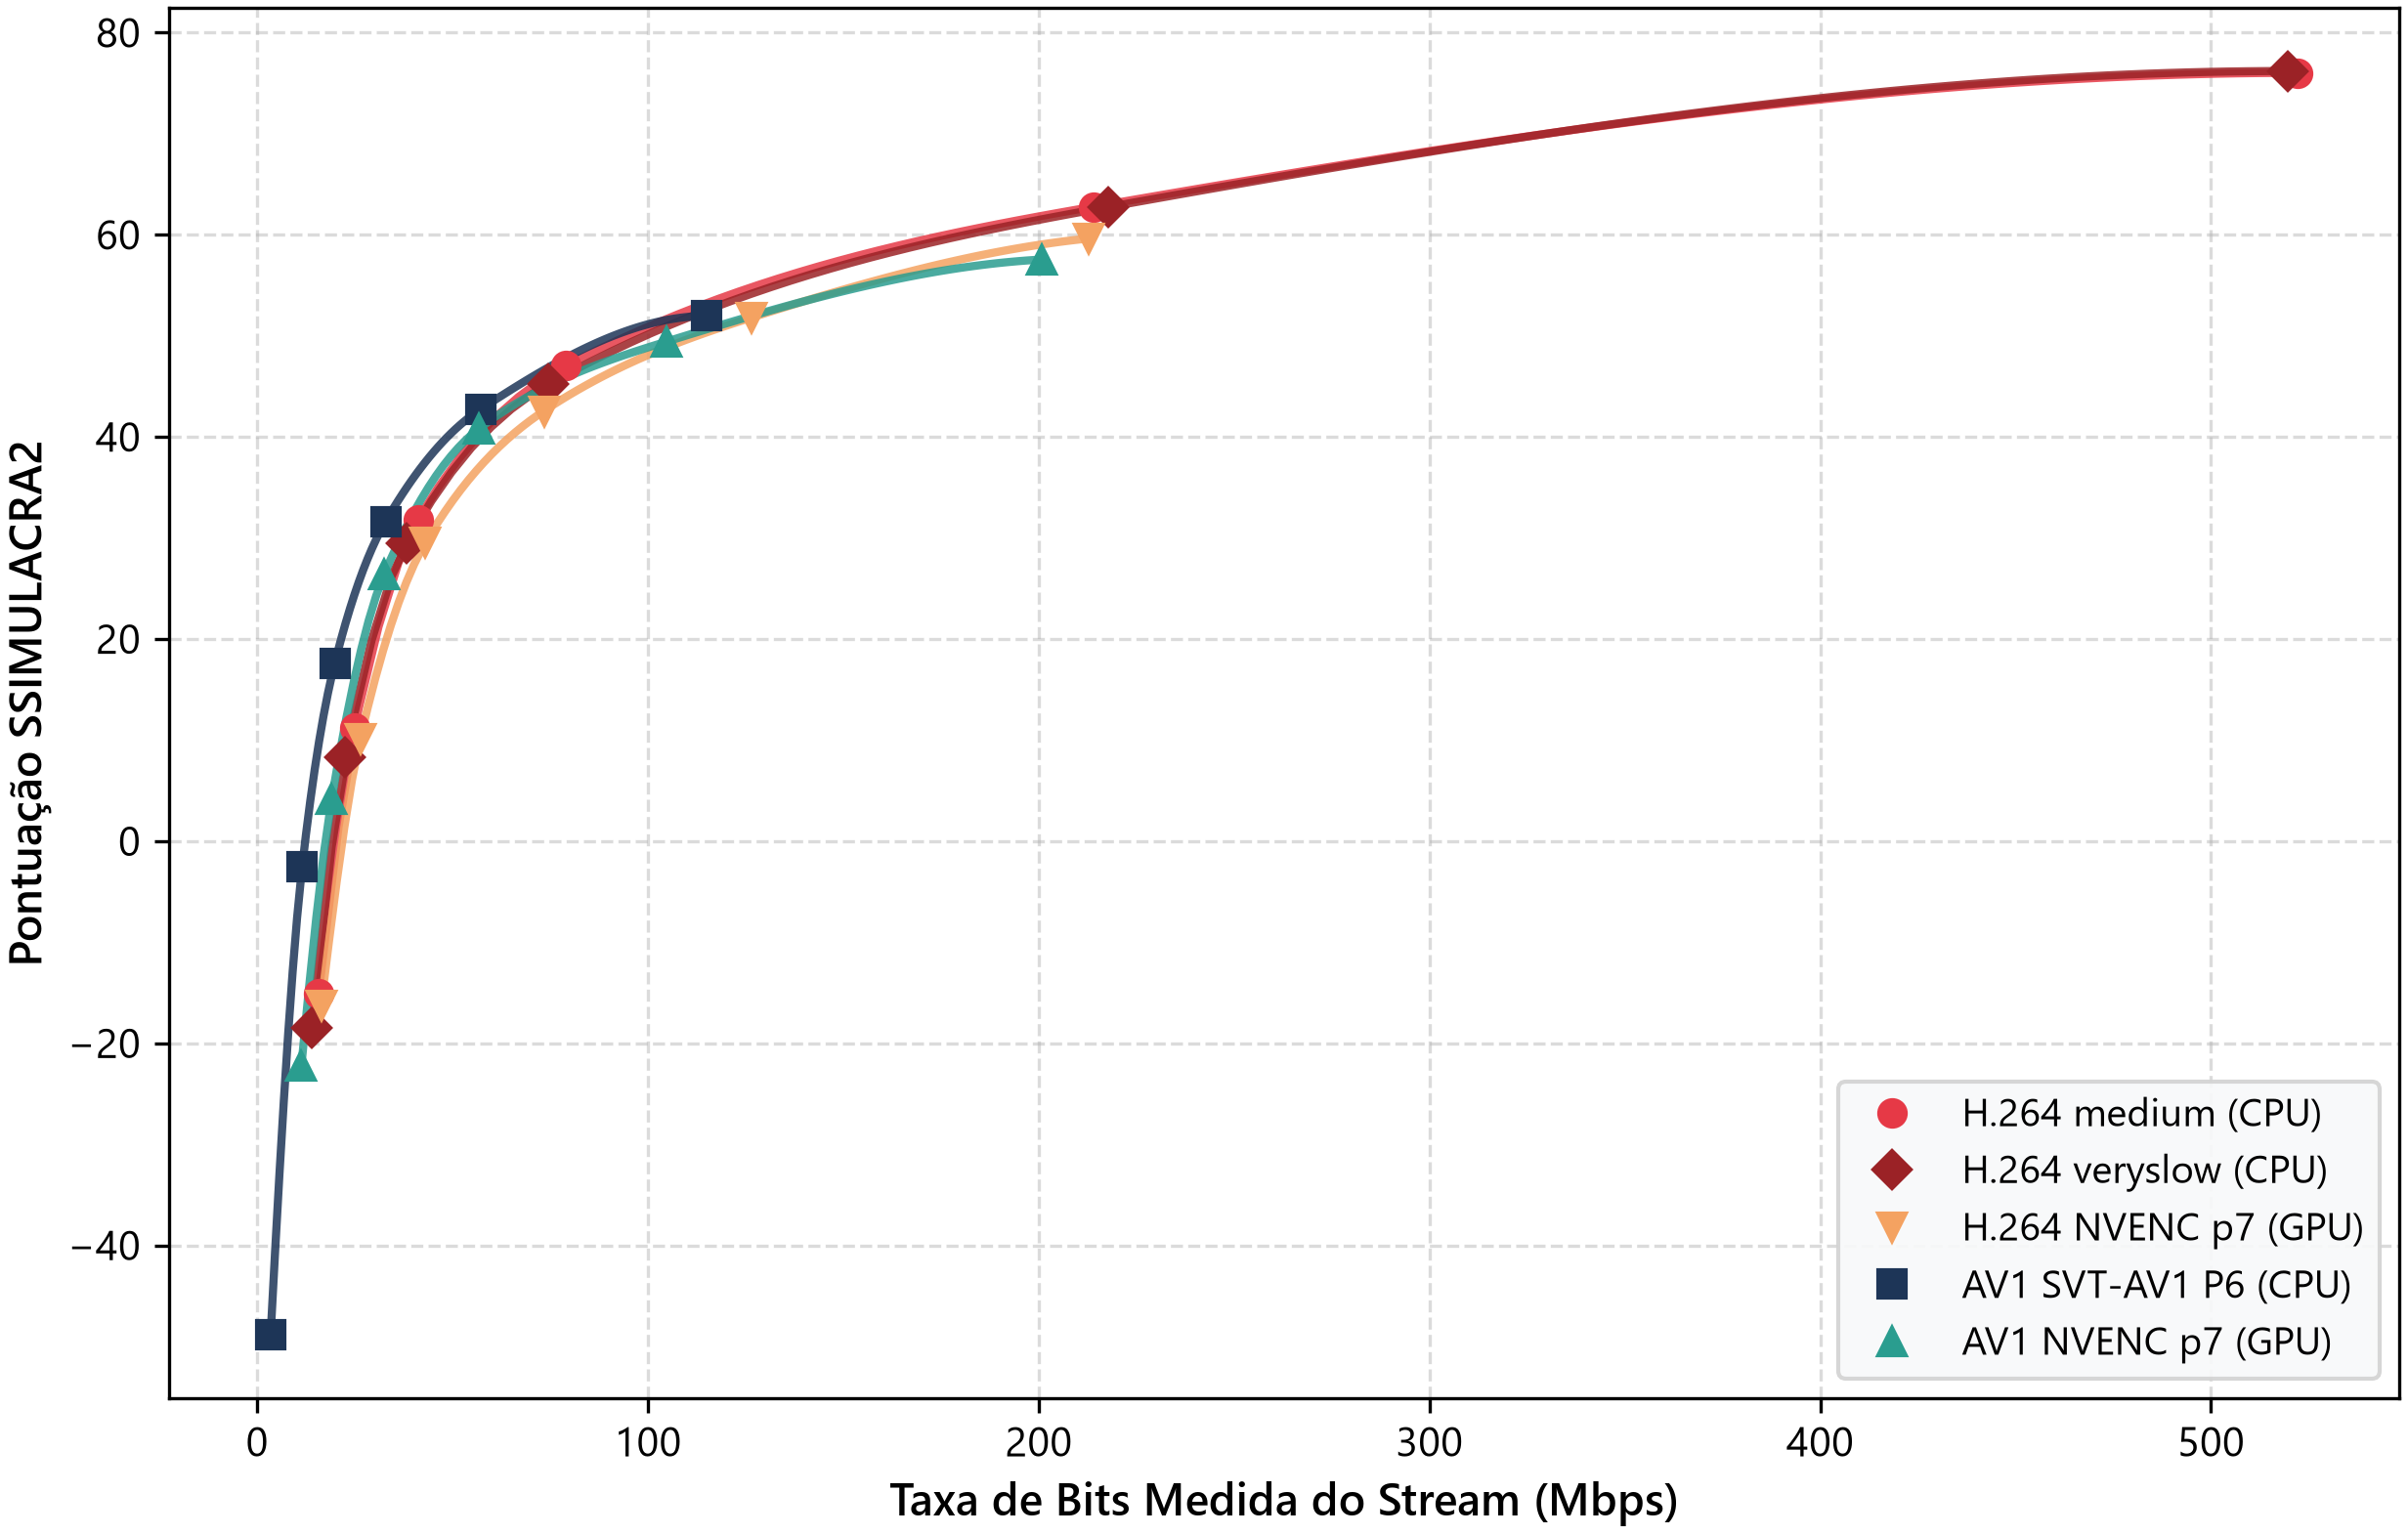 80
60
40
20
0
−20
−40
Pontuação SSIMULACRA2
0
100
200
300
400
500
Taxa de Bits Medida do Stream (Mbps)
H.264 medium (CPU)
H.264 veryslow (CPU)
H.264 NVENC p7 (GPU)
AV1 SVT-AV1 P6 (CPU)
AV1 NVENC p7 (GPU)